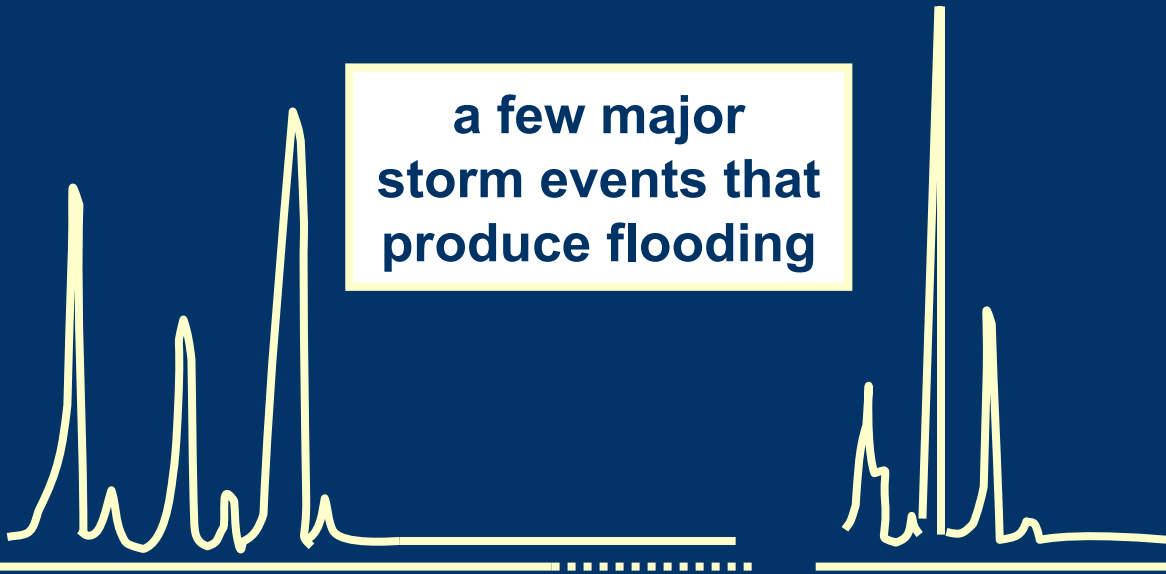 a few major
storm events that
produce flooding